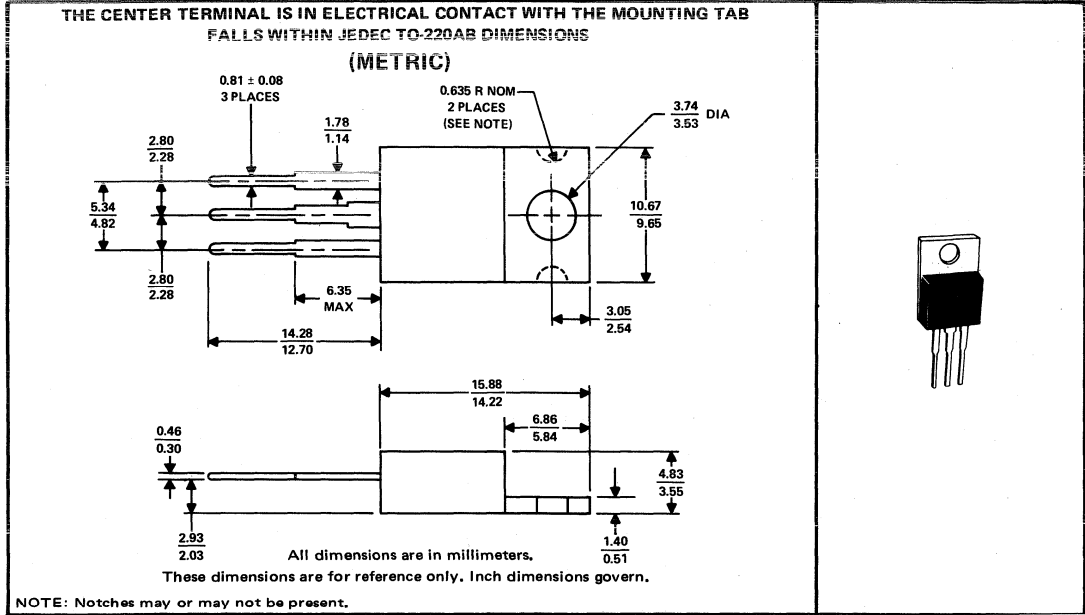 THE CENTER TERMINAL IS IN ELECTRICAL CONTACT WITH THE MOUNTING TAB
FALLS WITHIN JEDEC TO-220AB DIMENSIONS
(METRIC)
0.81 ± 0.08
3 PLACES
0.635 R NOM
2 PLACES
(SEE NOTE)
3.74
3.53
DIA
1.78
1.14
2.80
2.28
5.34
4.82
10.67
9.65
2.80
2.28
6.35
MAX
3.05
2.54
14.28
12.70
15.88
14.22
6.86
5.84
0.46
0.30
4.83
3.55
2.93
2.03
1.40
0.51
All dimensions are in millimeters.
These dimensions are for reference only. Inch dimensions govern.
NOTE: Notches may or may not be present.